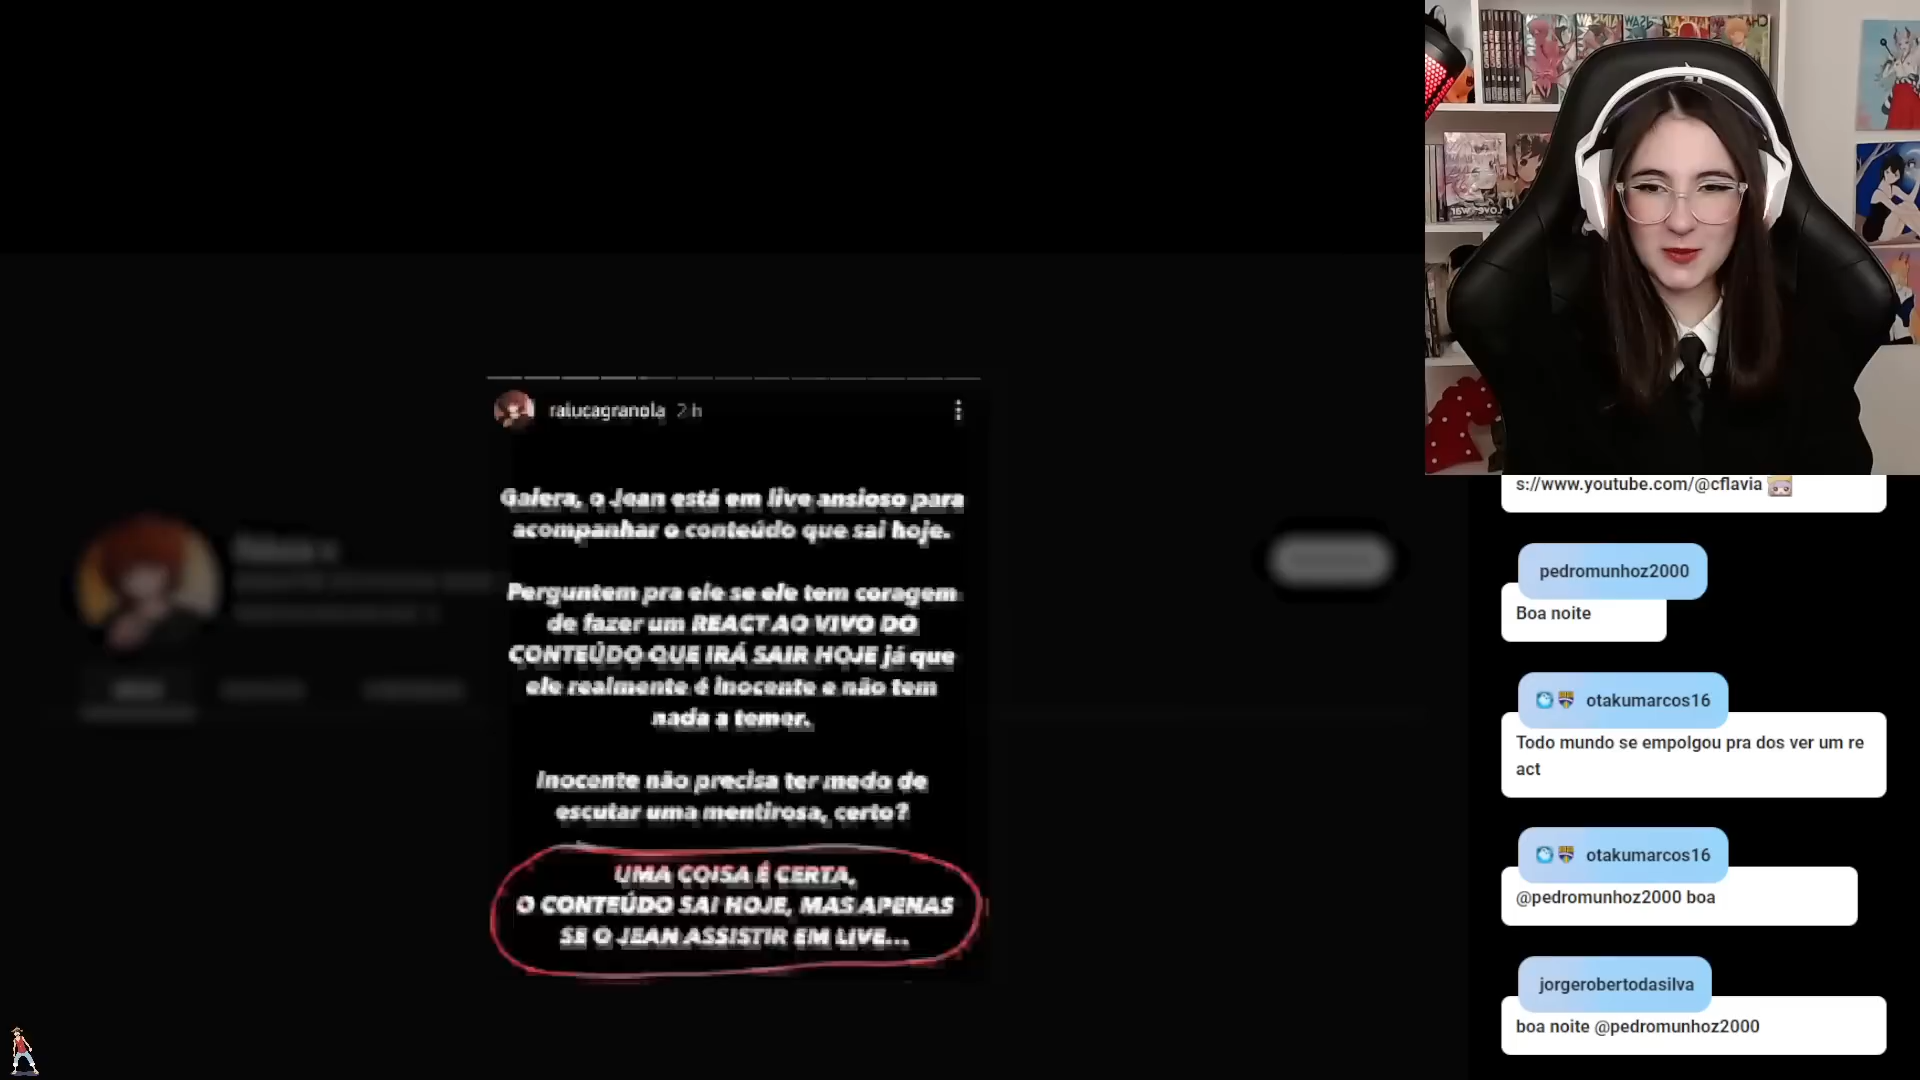 ralucagranola 2 h
Galera, o Jean está em live ansioso para
acompanhar o conteúdo que sai hoje.
Perguntem pra ele se ele tem coragem
de fazer um REACT AO VIVO DO
CONTEÚDO QUE IRÁ SAIR HOJE já que
ele realmente é inocente e não tem
nada a temer.
Inocente não precisa ter medo de
escutar uma mentirosa, certo?
UMA COISA É CERTA,
O CONTEÚDO SAI HOJE, MAS APENAS
SE O JEAN ASSISTIR EM LIVE...
s://www.youtube.com/@cflavia
pedromunhoz2000
Boa noite
otakumarcos16
Todo mundo se empolgou pra dos ver um re
act
otakumarcos16
@pedromunhoz2000 boa
jorgerobertodasilva
boa noite @pedromunhoz2000